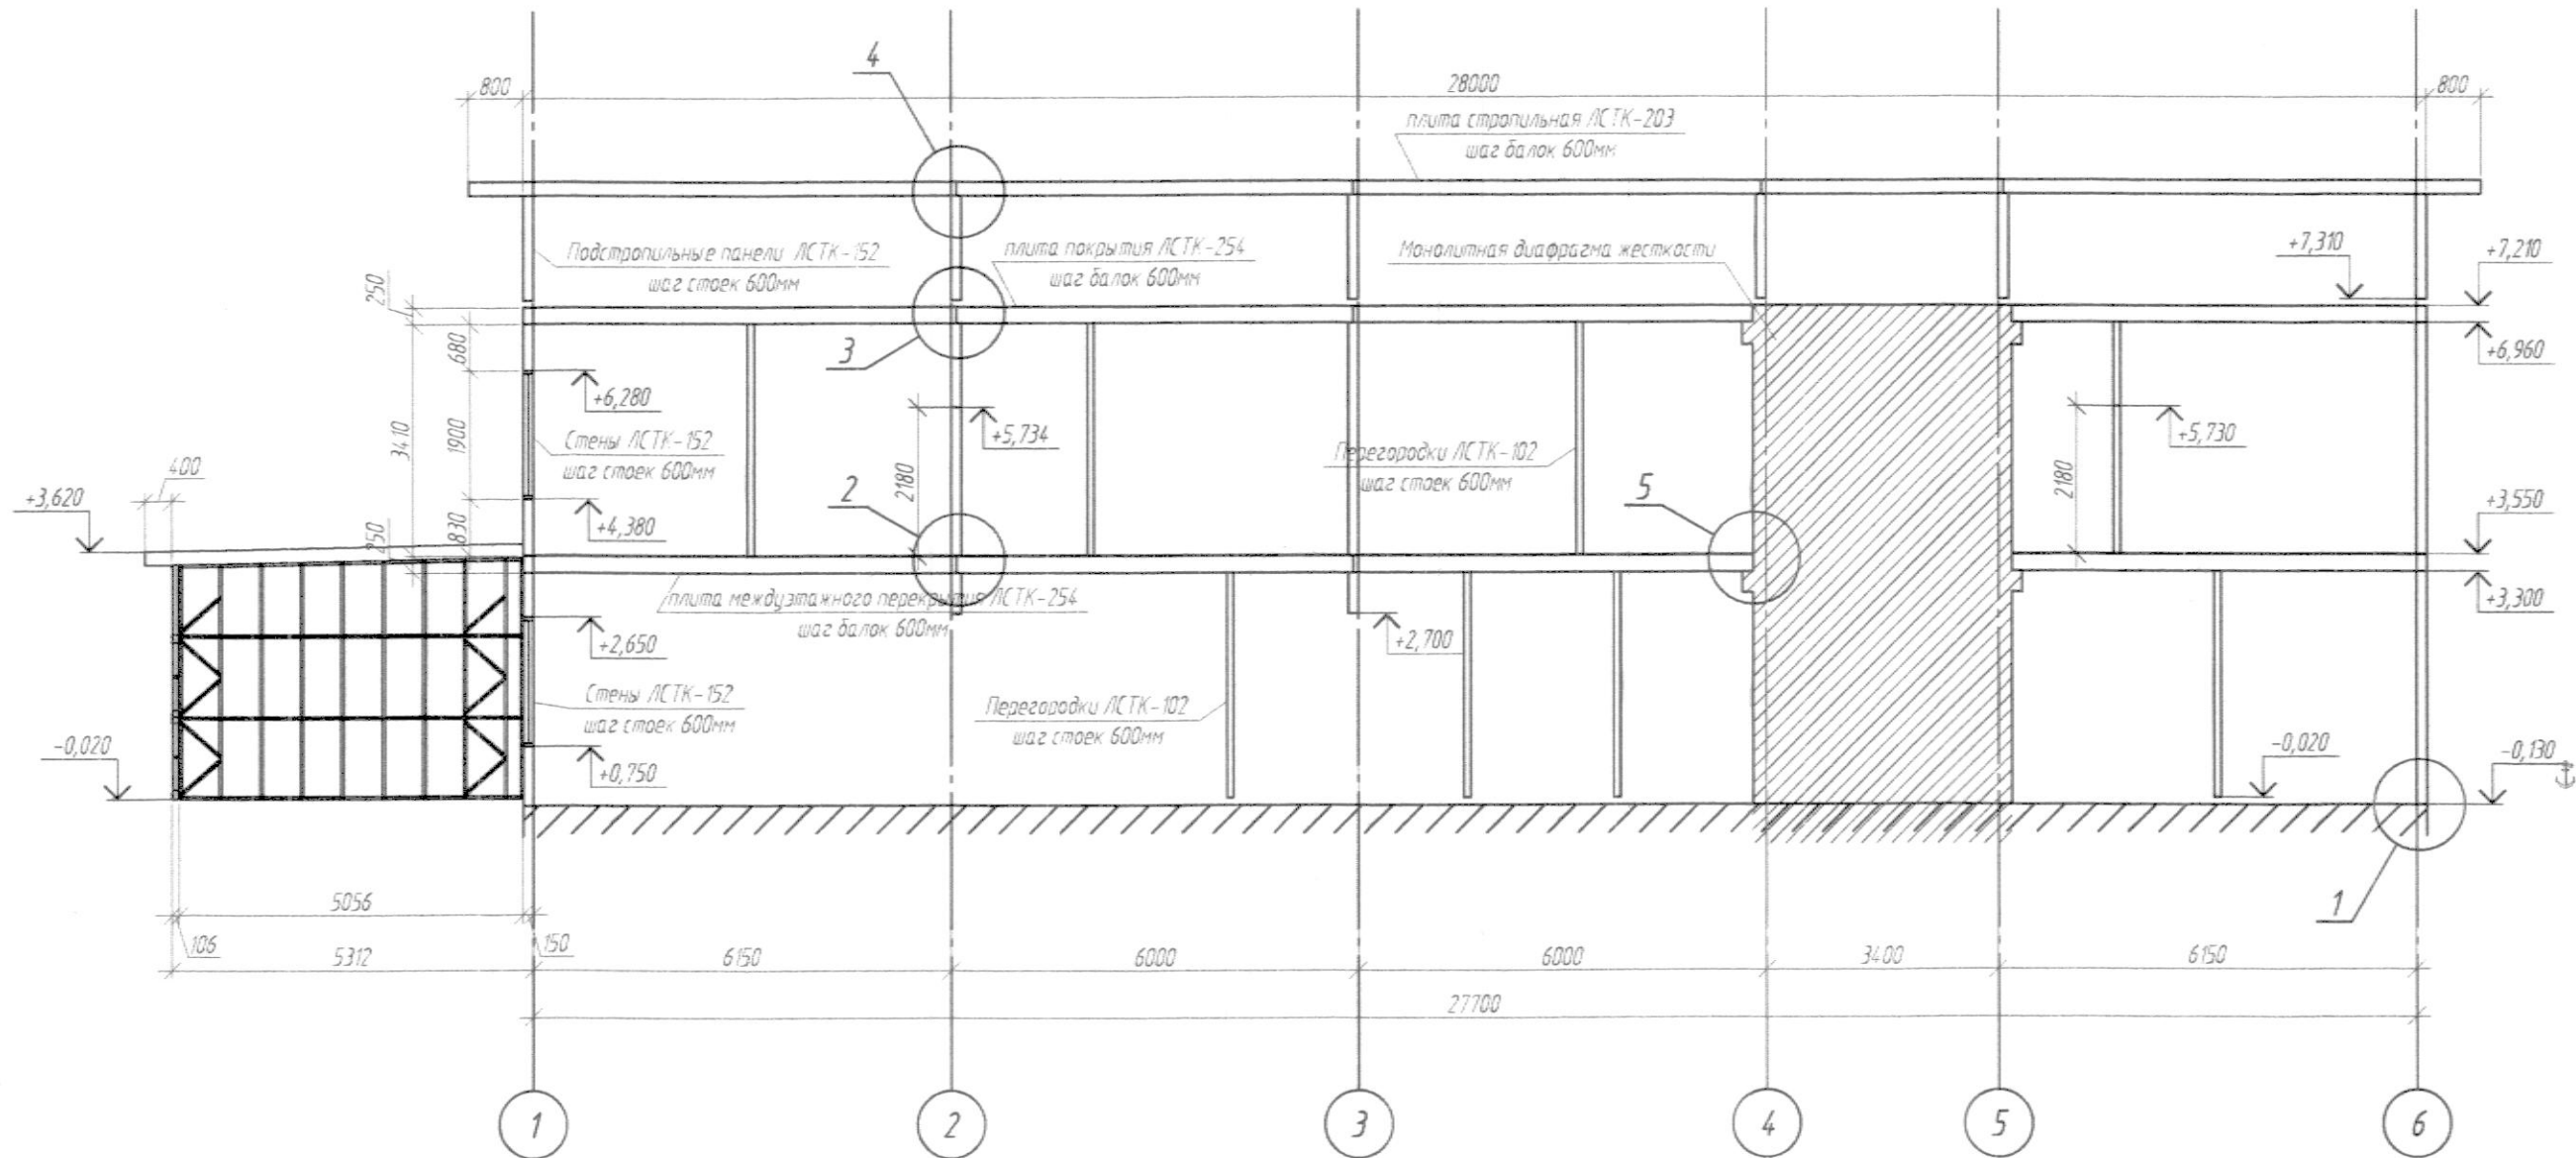 4
800
28000
800
плита стропильная ЛСТК-203
шаг балок 600мм
Подстропильные панели ЛСТК-152
шаг стоек 600мм
плита покрытия ЛСТК-254
шаг балок 600мм
Монолитная диафрагма жесткости
+7,310
+7,210
250
3
680
+6,960
+6,280
3410
1900
Стены ЛСТК-152
шаг стоек 600мм
+5,734
2180
Перегородки ЛСТК-102
шаг стоек 600мм
+5,730
2180
400
+3,620
2
5
+3,550
+4,380
830
250
плита междуэтажного перекрытия ЛСТК-254
шаг балок 600мм
+3,300
+2,650
+2,700
Стены ЛСТК-152
шаг стоек 600мм
Перегородки ЛСТК-102
шаг стоек 600мм
-0,020
+0,750
-0,020
-0,130
1
5056
106
150
5312
6150
6000
6000
3400
6150
27700
1
2
3
4
5
6